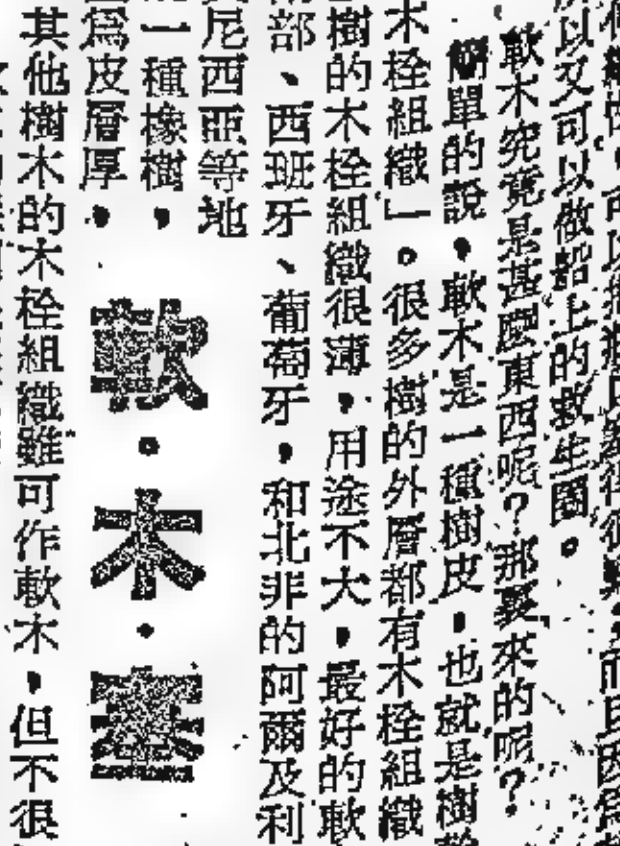 所以又可以做船上的救生圈。
軟木究竟是甚麼東西呢？那裏來的呢？
簡單的說，軟木是一種樹皮，也就是樹
木栓組織」。很多樹的外層都有木栓組織
樹的木栓組織很薄，用途不大，最好的軟
部、西班牙、葡萄牙，和北非的阿爾及利
尼西亞等地
一種橡樹，
爲皮層厚，
軟·木·塞
其他樹木的木栓組織雖可作軟木，但不很